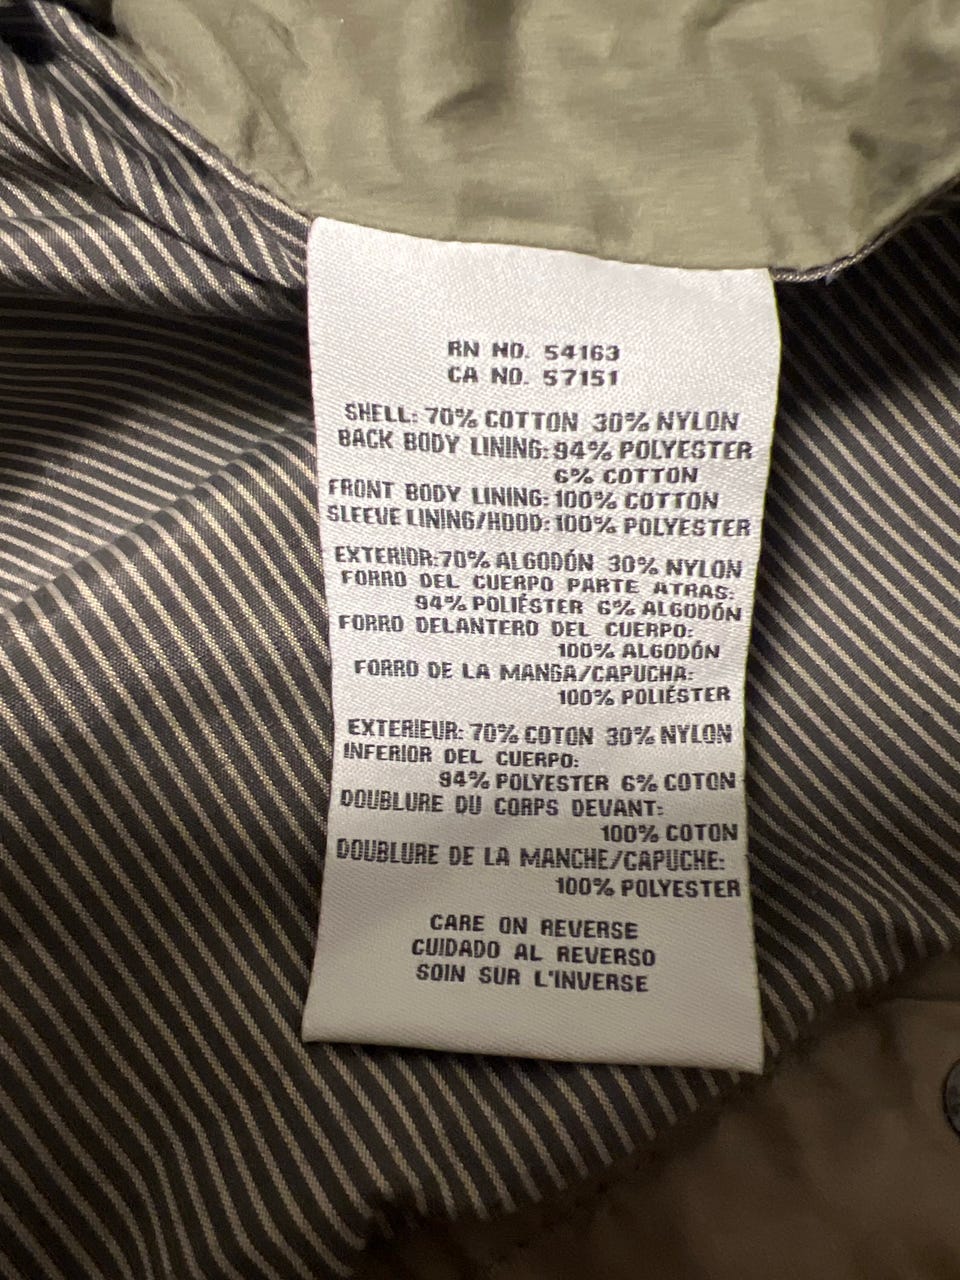 RN NO. 54163
CA NO. 57151
SHELL: 70% COTTON 30% NYLON
BACK BODY LINING: 94% POLYESTER
6% COTTON
FRONT BODY LINING: 100% COTTON
SLEEVE LINING/HOOD: 100% POLYESTER
EXTERIOR: 70% ALGODÓN 30% NYLON
FORRO DEL CUERPO PARTE ATRAS:
94% POLIÉSTER 6% ALGODÓN
FORRO DELANTERO DEL CUERPO:
100% ALGODÓN
FORRO DE LA MANGA/CAPUCHA:
100% POLIÉSTER
EXTERIEUR: 70% COTON 30% NYLON
INFERIOR DEL CUERPO:
94% POLYESTER 6% COTON
DOUBLURE DU CORPS DEVANT:
100% COTON
DOUBLURE DE LA MANCHE/CAPUCHE:
100% POLYESTER
CARE ON REVERSE
CUIDADO AL REVERSO
SOIN SUR L'INVERSE